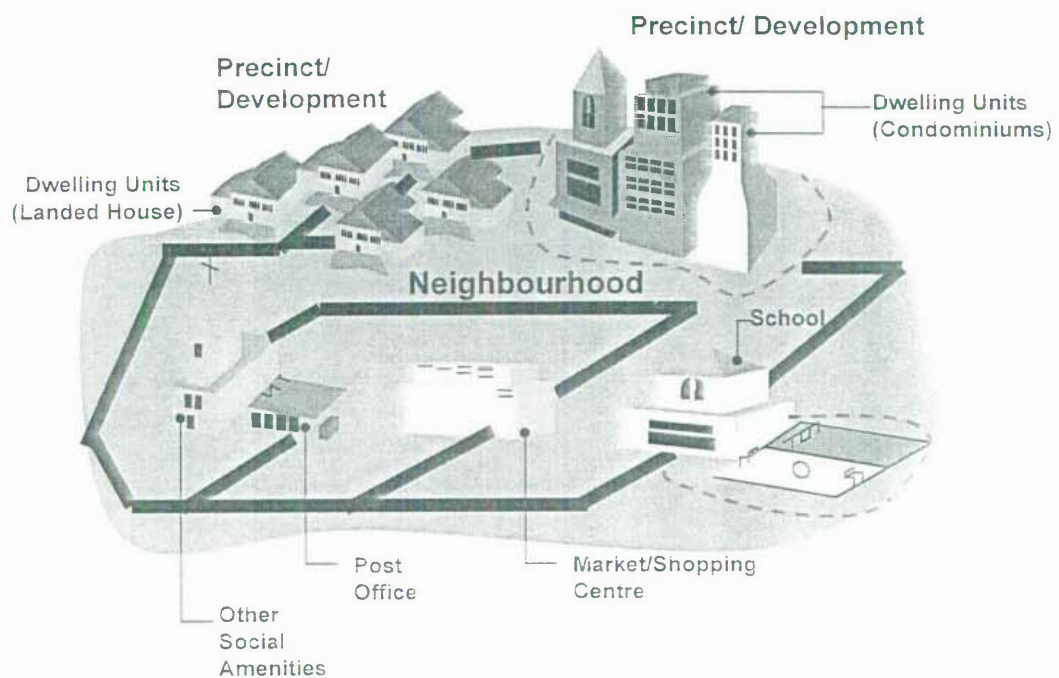 Precinct/ Development
Precinct/
Development
Dwelling Units
(Condominiums)
Dwelling Units
(Landed House)
Neighbourhood
School
Post
Office
Market/Shopping
Centre
Other
Social
Amenities